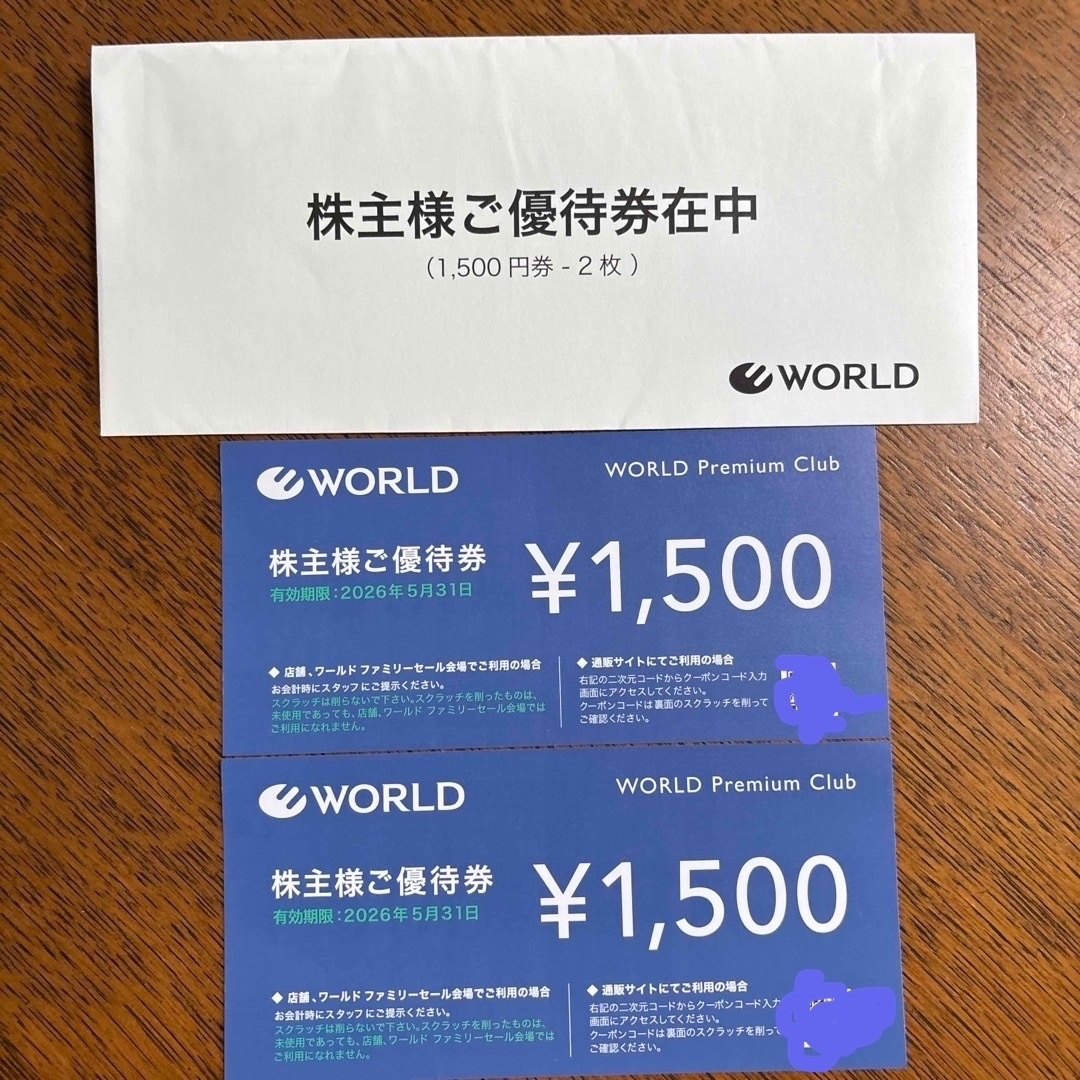 株主様ご優待券在中
（1,500 円券 - 2 枚 ）
WORLD
WORLD
WORLD Premium Club
株主様ご優待券
有効期限：2026年5月31日
¥1,500
◆ 店舗、ワールド ファミリーセール会場でご利用の場合
お会計時にスタッフにご提示ください。
スクラッチは削らないで下さい。スクラッチを削ったものは、
未使用であっても、店舗、ワールド ファミリーセール会場では
ご利用になれません。
◆ 通販サイトにてご利用の場合
右記の二次元コードからクーポンコード入力
画面にアクセスしてください。
クーポンコードは裏面のスクラッチを削って
ご確認ください。
WORLD
WORLD Premium Club
株主様ご優待券
有効期限：2026年5月31日
¥1,500
◆ 店舗、ワールド ファミリーセール会場でご利用の場合
お会計時にスタッフにご提示ください。
スクラッチは削らないで下さい。スクラッチを削ったものは、
未使用であっても、店舗、ワールド ファミリーセール会場では
ご利用になれません。
◆ 通販サイトにてご利用の場合
右記の二次元コードからクーポンコード入力
画面にアクセスしてください。
クーポンコードは裏面のスクラッチを削って
ご確認ください。